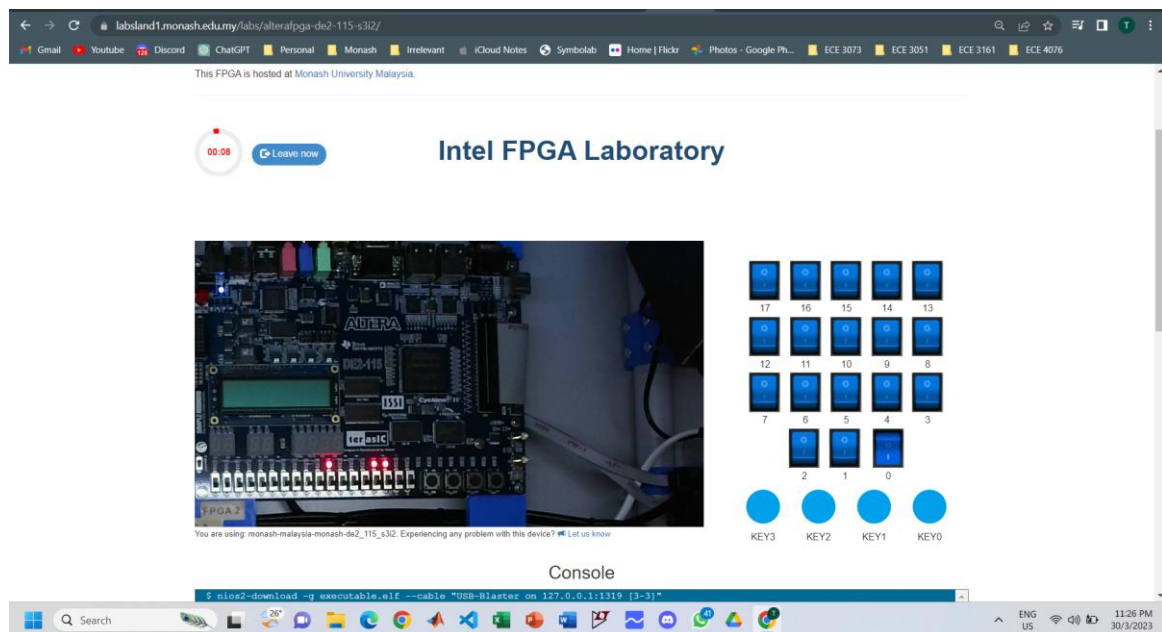 labsland1.monash.edu.my/labs/alterafpga-de2-115-s3i2/
Gmail Youtube Discord ChatGPT Personal Monash Irrelevant iCloud Notes Symbolab Home | Flickr Photos - Google Ph... ECE 3073 ECE 3051 ECE 3161 ECE 4076
This FPGA is hosted at Monash University Malaysia.
00:08 Leave now Intel FPGA Laboratory
ALTERA
DE2-115
ISSI
terasIC
FPGA 2
17 16 15 14 13
12 11 10 9 8
7 6 5 4 3
2 1 0
KEY3 KEY2 KEY1 KEY0
You are using: monash-malaysia-monash-de2_115_s3i2. Experiencing any problem with this device? Let us know
Console
$ nios2-download -g executable.elf --cable "USB-Blaster on 127.0.0.1:1319 [3-3]"
Search 26° ENG US 11:26 PM
30/3/2023